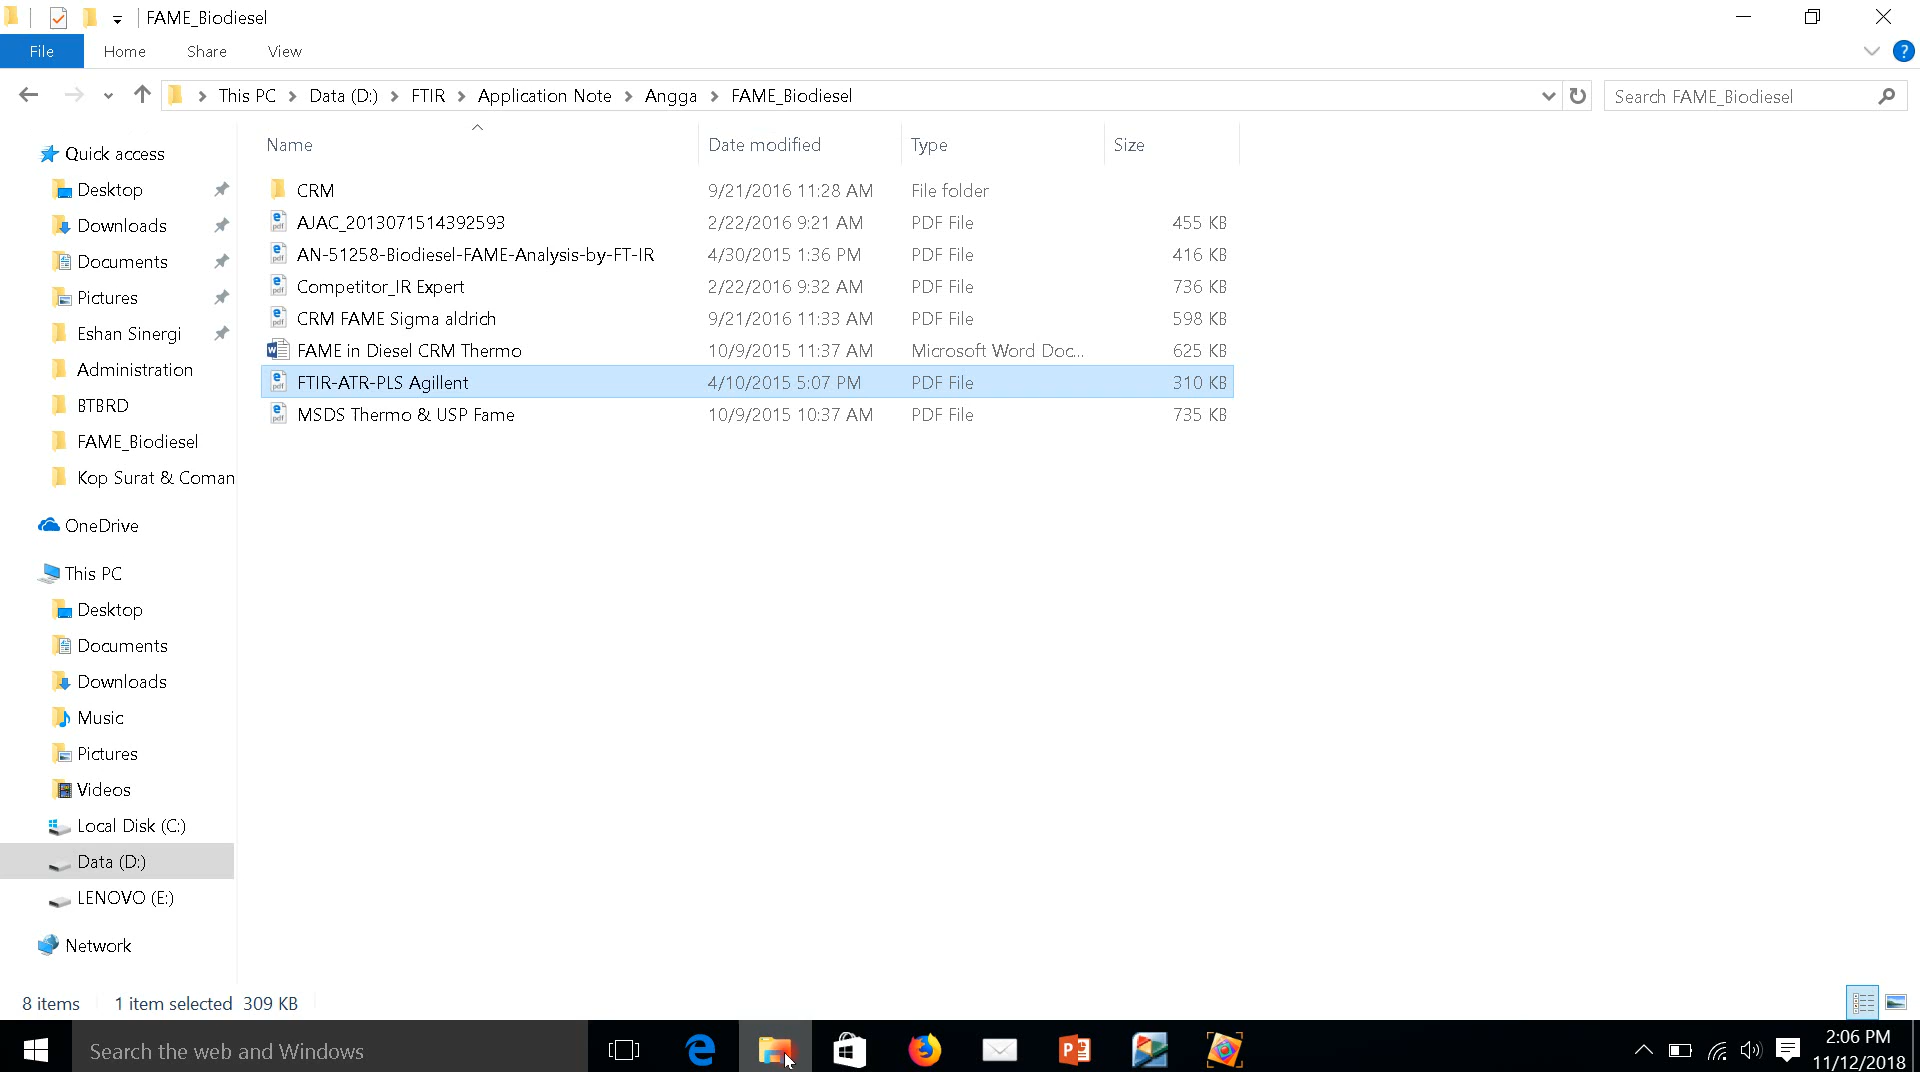 FAME_Biodiesel
File Home Share View
This PC Data (D:) FTIR Application Note Angga FAME_Biodiesel Search FAME_Biodiesel
Name Date modified Type Size
CRM 9/21/2016 11:28 AM File folder
AJAC_2013071514392593 2/22/2016 9:21 AM PDF File 455 KB
AN-51258-Biodiesel-FAME-Analysis-by-FT-IR 4/30/2015 1:36 PM PDF File 416 KB
Competitor_IR Expert 2/22/2016 9:32 AM PDF File 736 KB
CRM FAME Sigma aldrich 9/21/2016 11:33 AM PDF File 598 KB
FAME in Diesel CRM Thermo 10/9/2015 11:37 AM Microsoft Word Doc... 625 KB
FTIR-ATR-PLS Agillent 4/10/2015 5:07 PM PDF File 310 KB
MSDS Thermo & USP Fame 10/9/2015 10:37 AM PDF File 735 KB
Quick access
Desktop
Downloads
Documents
Pictures
Eshan Sinergi
Administration
BTBRD
FAME_Biodiesel
Kop Surat & Coman
OneDrive
This PC
Desktop
Documents
Downloads
Music
Pictures
Videos
Local Disk (C:)
Data (D:)
LENOVO (E:)
Network
8 items 1 item selected 309 KB
Search the web and Windows
2:06 PM
11/12/2018